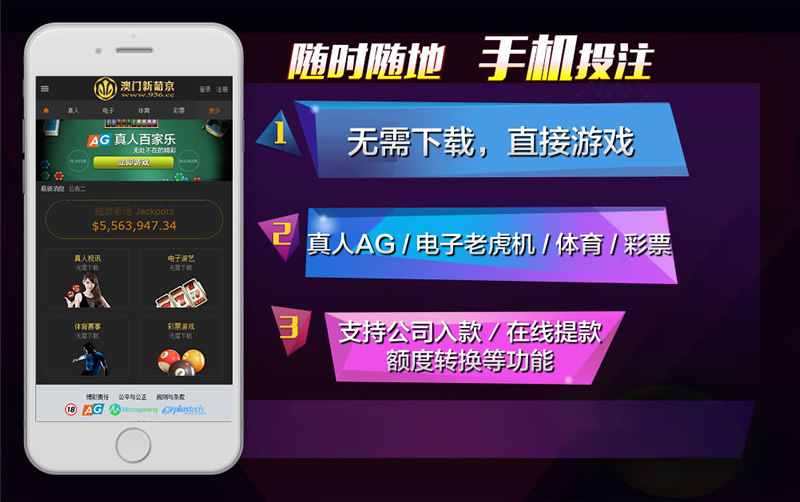 随时随地 手机投注
澳门新葡京
www.936.cc
登录 注册
真人 电子 体育 彩票 更多
AG 真人百家乐
无处不在的精彩
立即游戏
最新消息 公告二
超级彩池 Jackpots
$5,563,947.34
真人视讯
无需下载
电子游艺
无需下载
体育赛事
无需下载
彩票游戏
无需下载
博彩责任 公平与公正 规则与条款
18 AG Microgaming playtech
1
无需下载，直接游戏
2
真人AG / 电子老虎机 / 体育 / 彩票
3
支持公司入款 / 在线提款
额度转换等功能